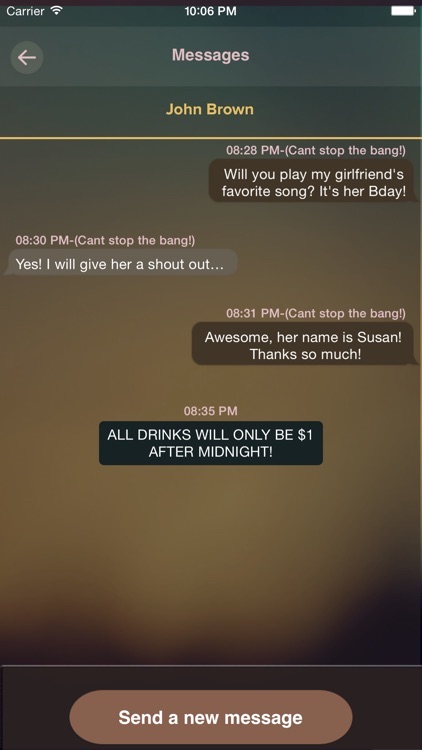 Carrier 10:06 PM
Messages
John Brown
08:28 PM-(Cant stop the bang!)
Will you play my girlfriend's
favorite song? It's her Bday!
08:30 PM-(Cant stop the bang!)
Yes! I will give her a shout out...
08:31 PM-(Cant stop the bang!)
Awesome, her name is Susan!
Thanks so much!
08:35 PM
ALL DRINKS WILL ONLY BE $1
AFTER MIDNIGHT!
Send a new message